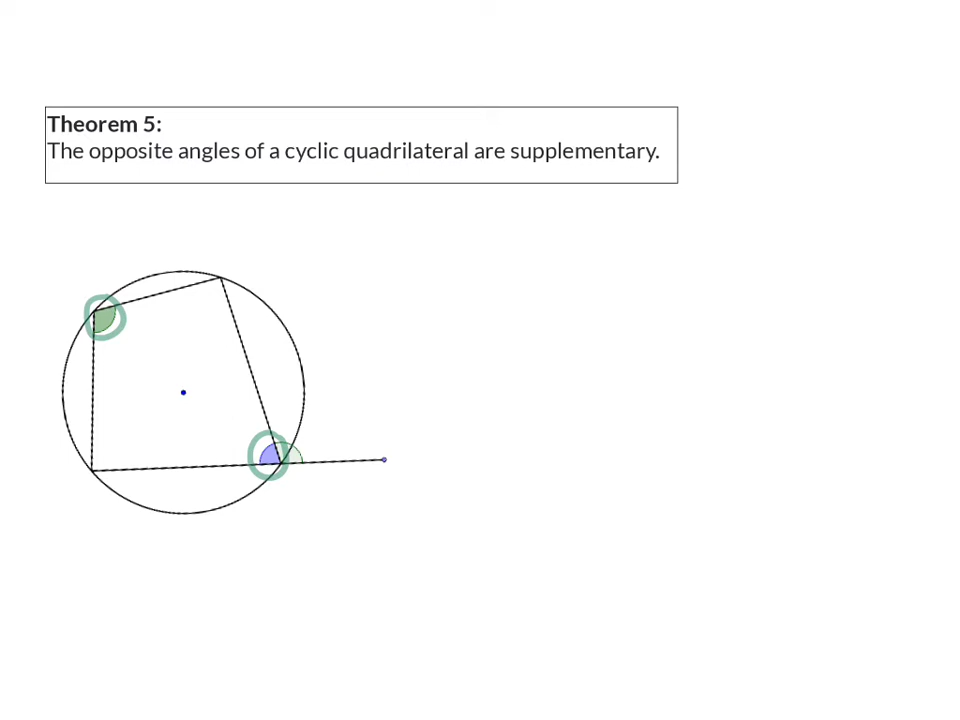 Theorem 5:
The opposite angles of a cyclic quadrilateral are supplementary.